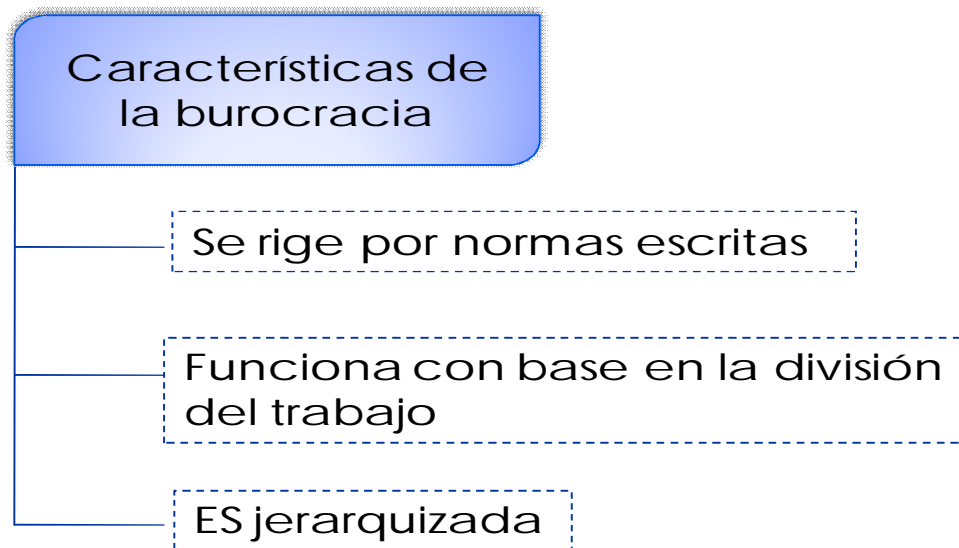 Características de
la burocracia
Se rige por normas escritas
Funciona con base en la división
del trabajo
ES jerarquizada